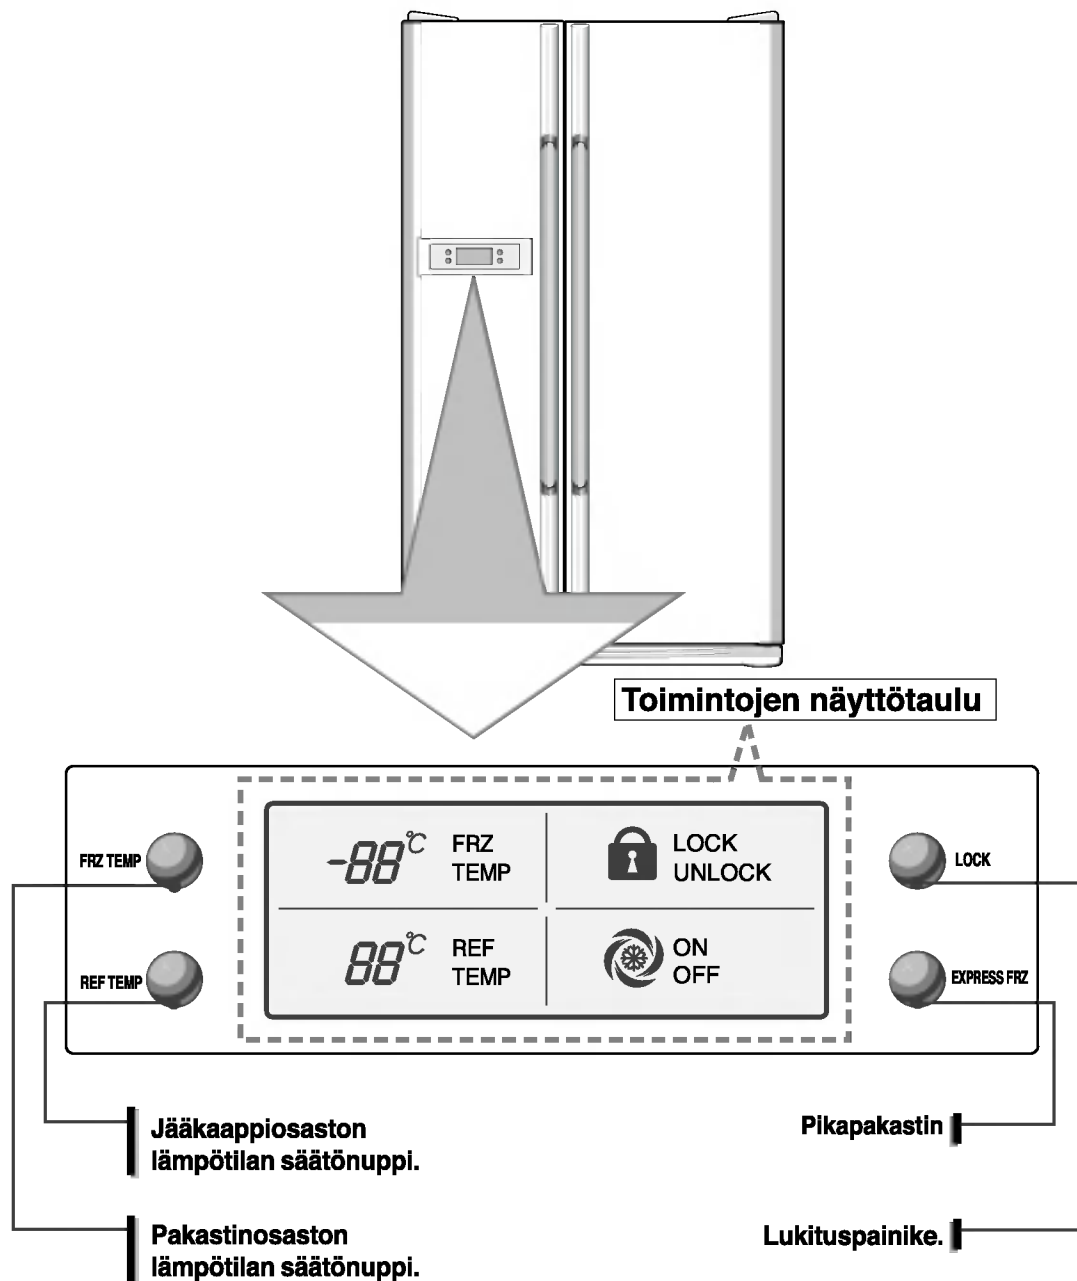 Toimintojen näyttötaulu
FRZ TEMP
-88°C FRZ
TEMP
LOCK
UNLOCK
LOCK
REF TEMP
88°C REF
TEMP
ON
OFF
EXPRESS FRZ
Jääkaappiosaston
lämpötilan säätönuppi.
Pikapakastin
Pakastinosaston
lämpötilan säätönuppi.
Lukituspainike.